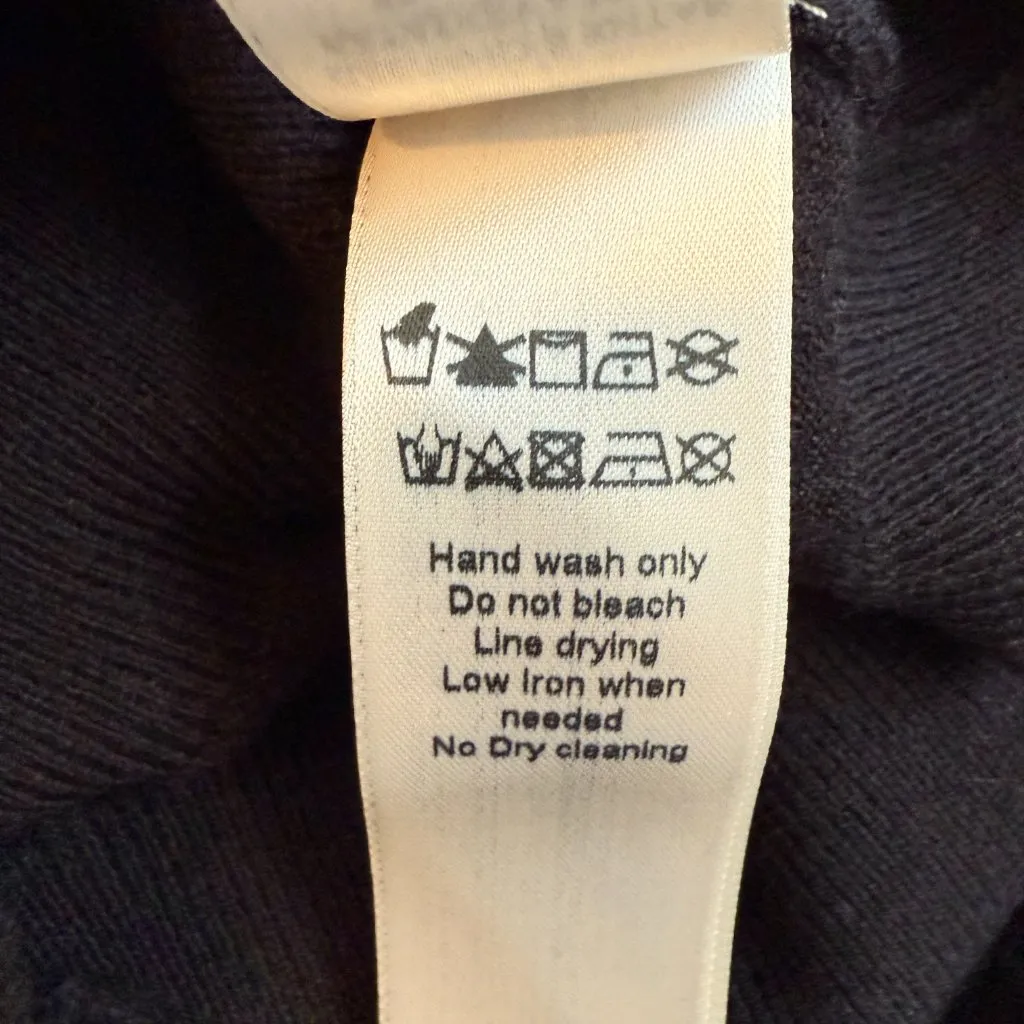 Hand wash only
Do not bleach
Line drying
Low Iron when
needed
No Dry cleaning